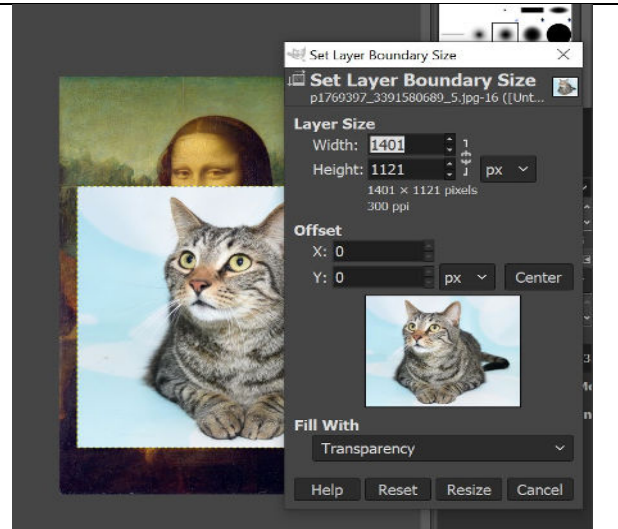 Set Layer Boundary Size
Set Layer Boundary Size
p1769397_3391580689_5.jpg-16 ([Unt...
Layer Size
Width: 1401
Height: 1121 px
1401 × 1121 pixels
300 ppi
Offset
X: 0
Y: 0 px Center
Fill With
Transparency
Help Reset Resize Cancel